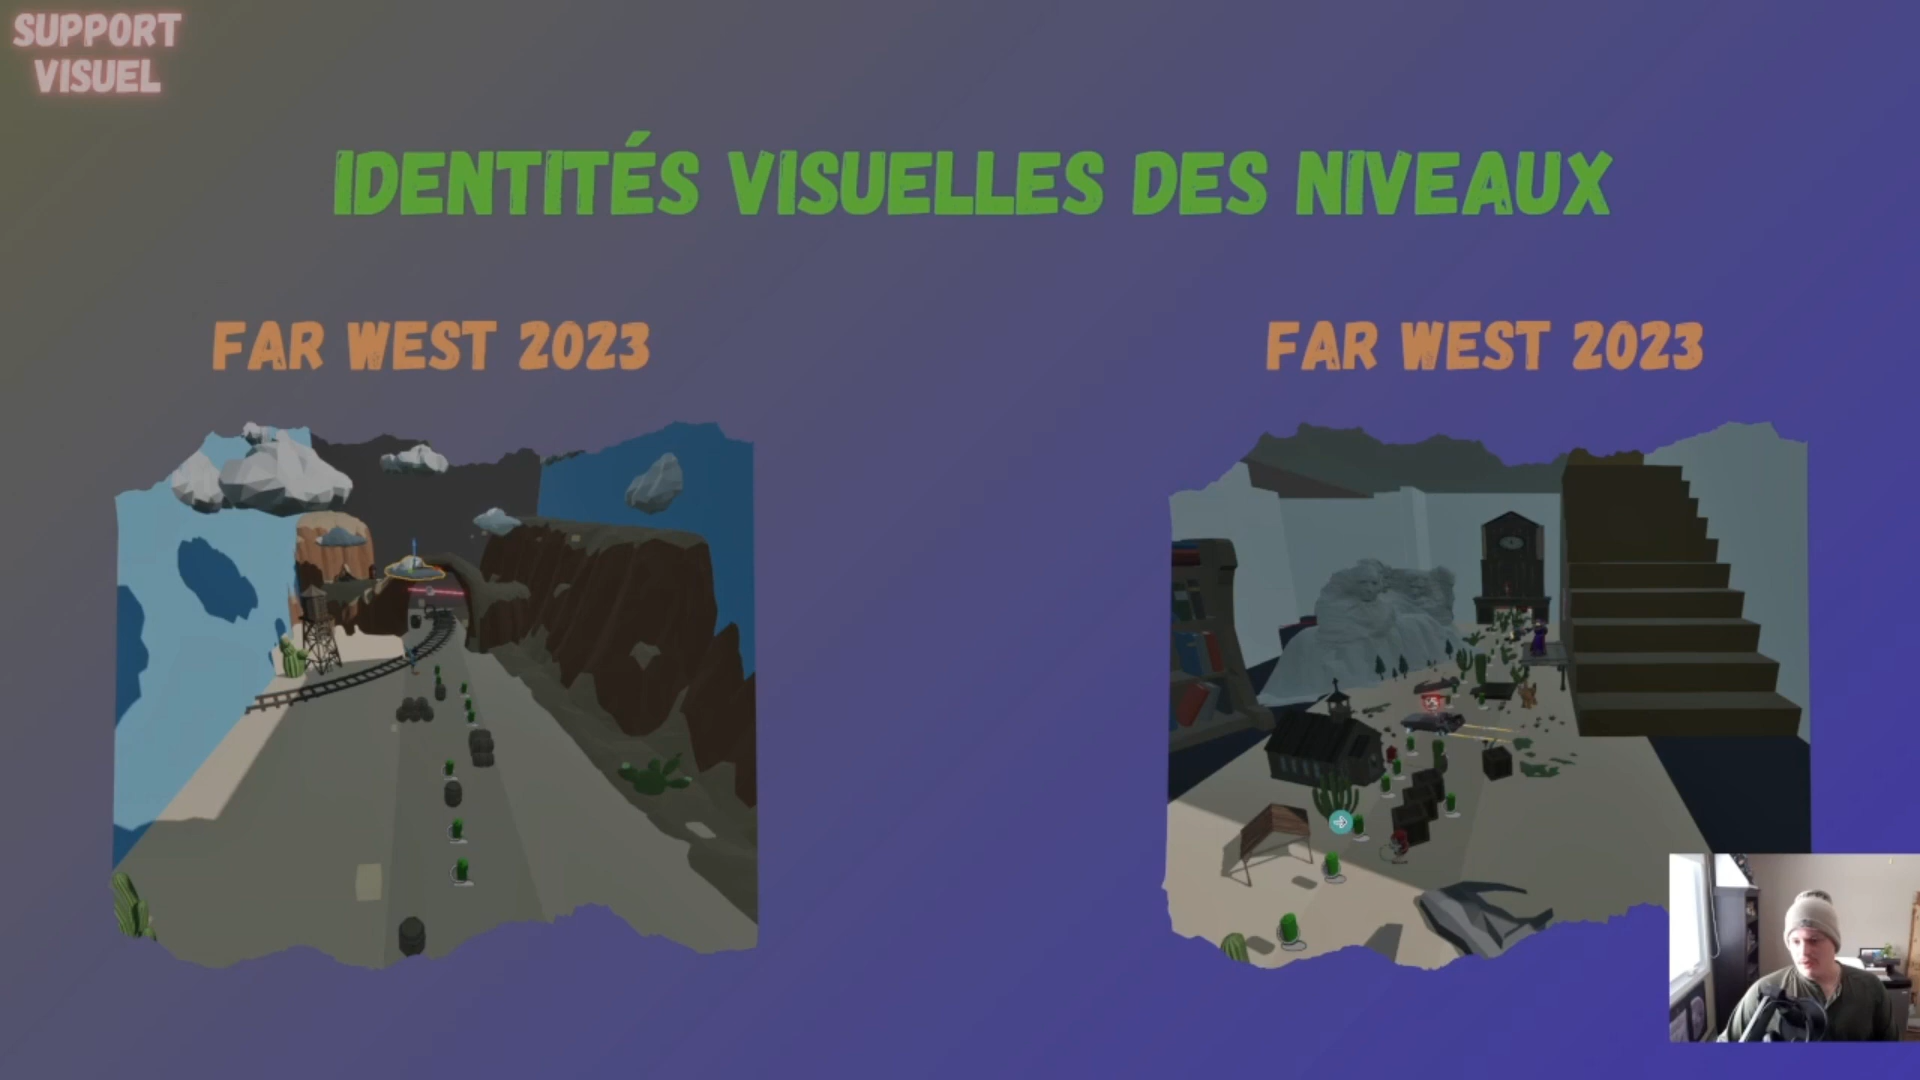 SUPPORT
VISUEL
IDENTITÉS VISUELLES DES NIVEAUX
FAR WEST 2023
FAR WEST 2023